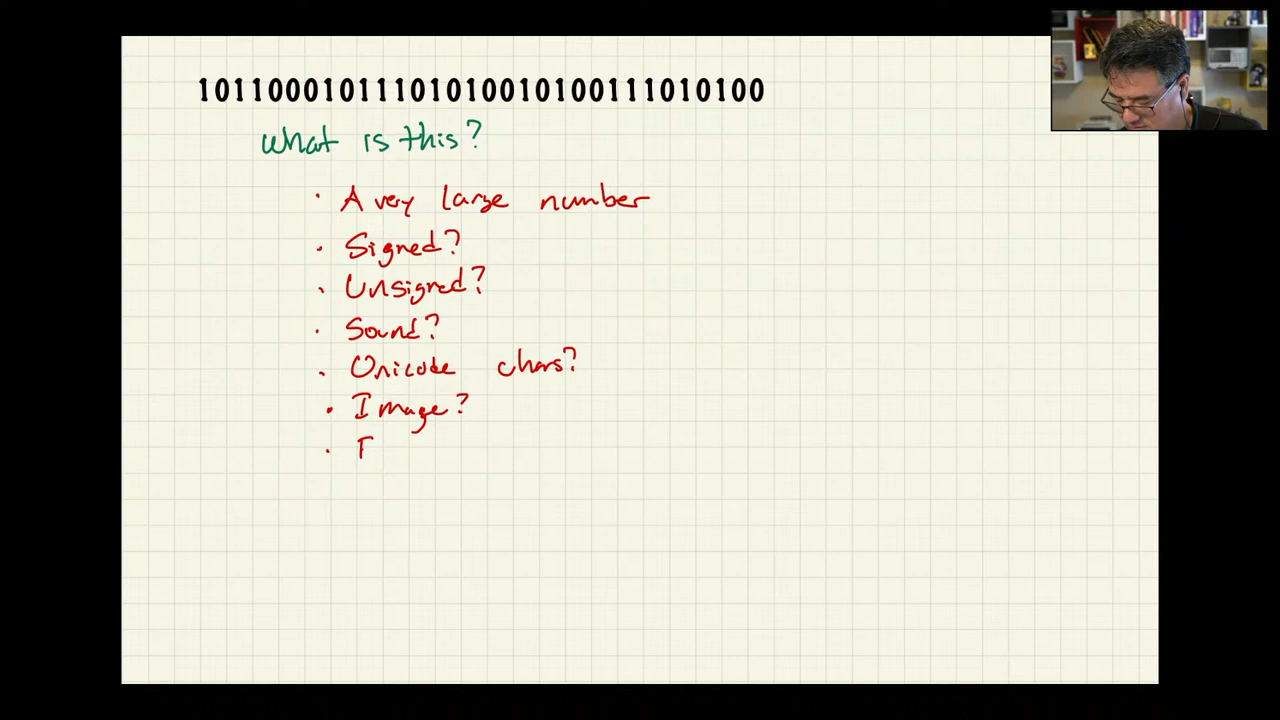 10110001011101010010100111010100
What is this?
· A very large number
· Signed?
· Unsigned?
· Sound?
· Unicode chars?
· Image?
· F